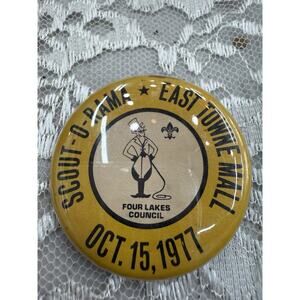 SCOUT-O-RAMA ★ EAST TOWNE MALL
FOUR LAKES
COUNCIL
OCT. 15, 1977